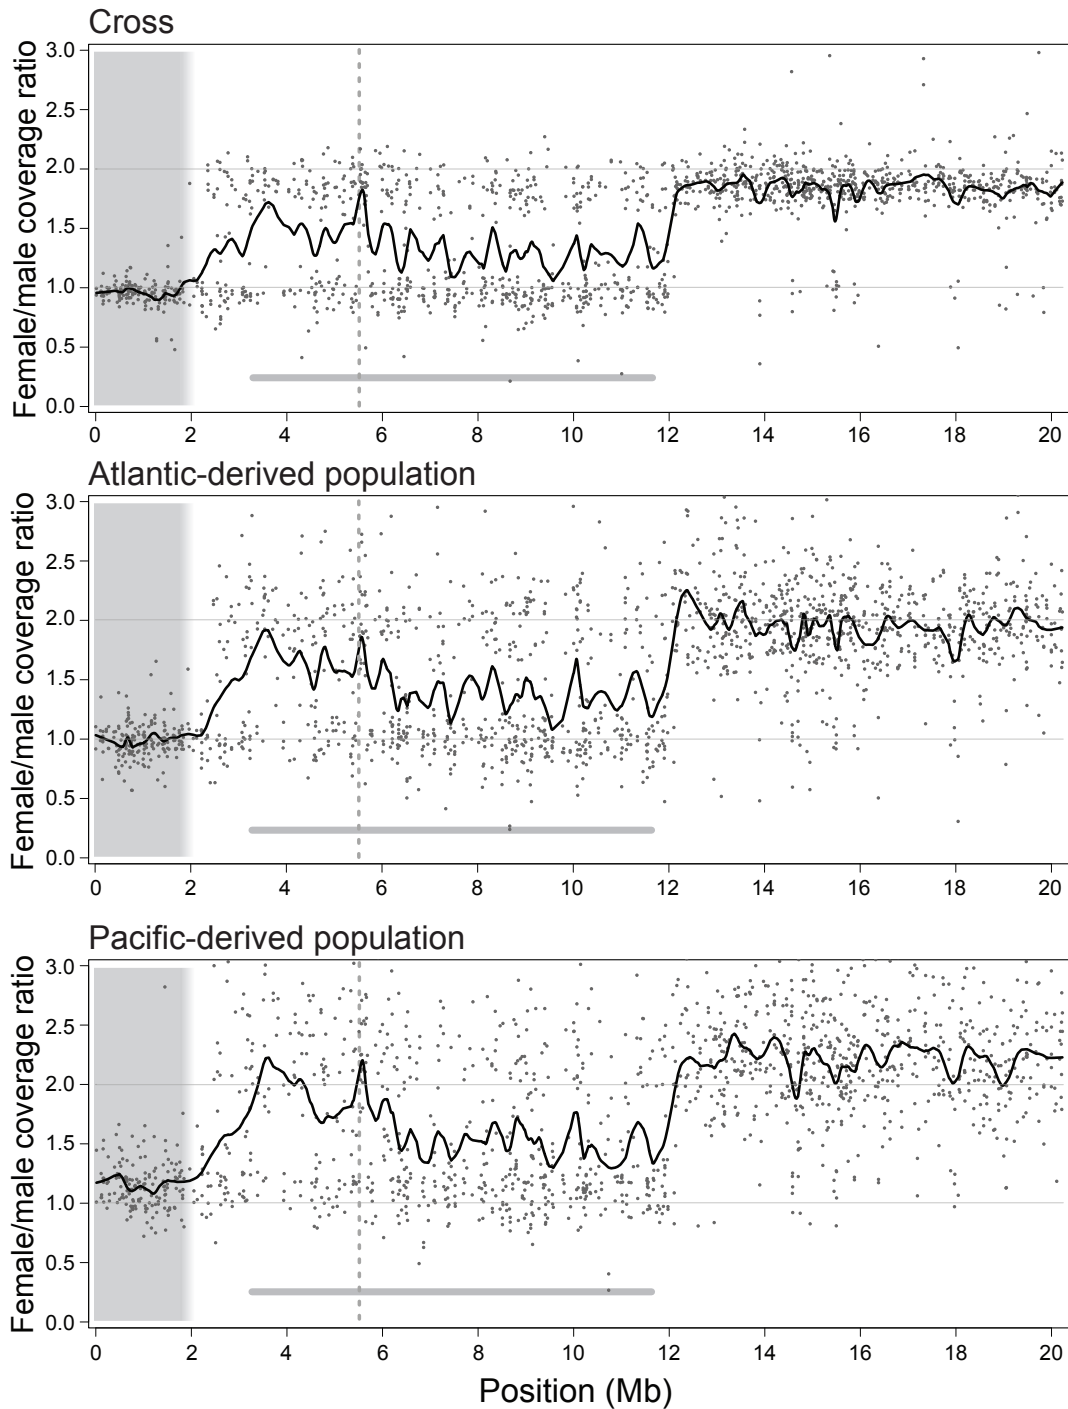 Cross
Female/male coverage ratio
3.0
2.5
2.0
1.5
1.0
0.5
0.0
0 2 4 6 8 10 12 14 16 18 20
Atlantic-derived population
Female/male coverage ratio
3.0
2.5
2.0
1.5
1.0
0.5
0.0
0 2 4 6 8 10 12 14 16 18 20
Pacific-derived population
Female/male coverage ratio
3.0
2.5
2.0
1.5
1.0
0.5
0.0
0 2 4 6 8 10 12 14 16 18 20
Position (Mb)